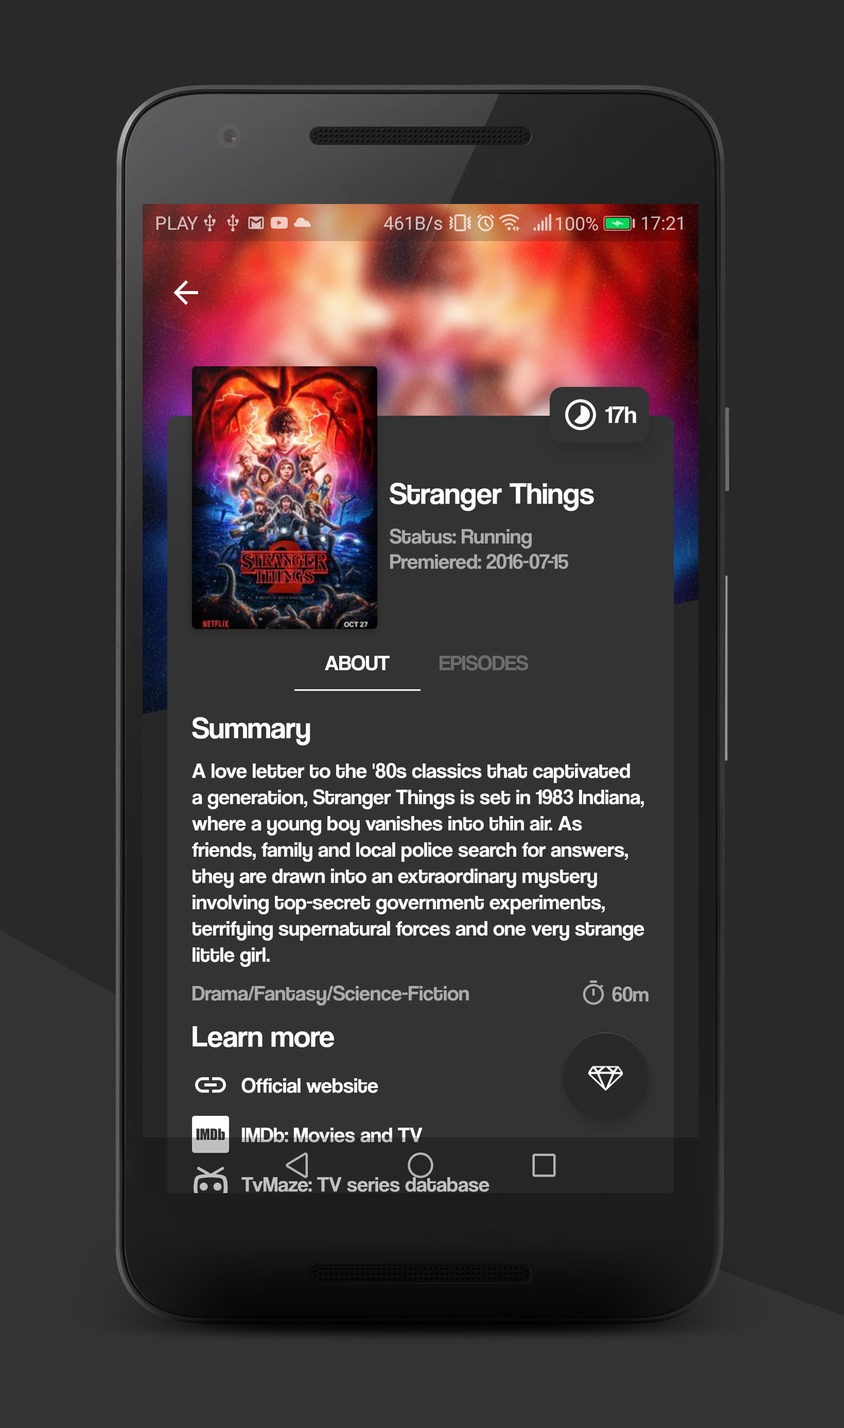 PLAY 461B/s 100% 17:21
17h
STRANGER
THINGS
2
NETFLIX OCT 27
Stranger Things
Status: Running
Premiered: 2016-07-15
ABOUT EPISODES
Summary
A love letter to the '80s classics that captivated
a generation, Stranger Things is set in 1983 Indiana,
where a young boy vanishes into thin air. As
friends, family and local police search for answers,
they are drawn into an extraordinary mystery
involving top-secret government experiments,
terrifying supernatural forces and one very strange
little girl.
Drama/Fantasy/Science-Fiction 60m
Learn more
Official website
IMDb IMDb: Movies and TV
TvMaze: TV series database